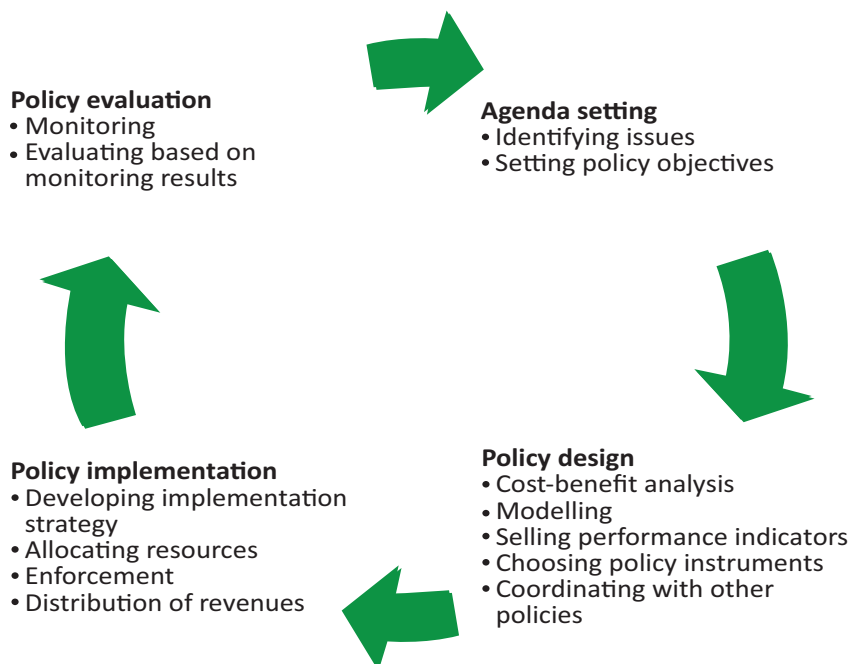 Policy evaluation
• Monitoring
• Evaluating based on
monitoring results
Agenda setting
• Identifying issues
• Setting policy objectives
Policy design
• Cost-benefit analysis
• Modelling
• Selling performance indicators
• Choosing policy instruments
• Coordinating with other
policies
Policy implementation
• Developing implementation
strategy
• Allocating resources
• Enforcement
• Distribution of revenues